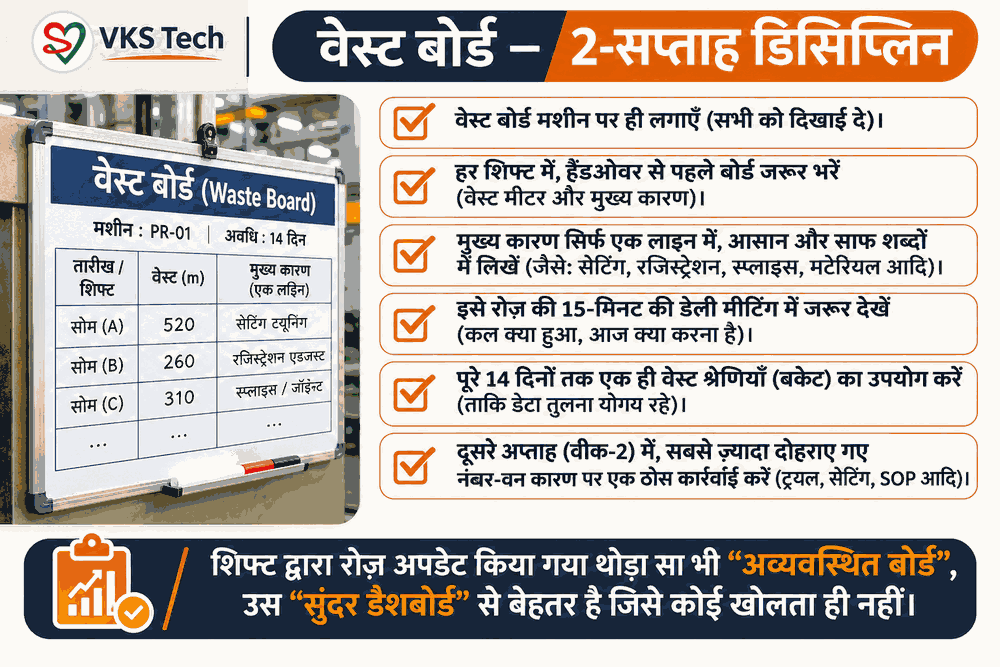 VKS Tech
वेस्ट बोर्ड – 2-सप्ताह डिसिप्लिन
वेस्ट बोर्ड (Waste Board)
मशीन : PR-01 | अवधि : 14 दिन
तारीख / शिफ्ट वेस्ट (m) मुख्य कारण (एक लइिन)
सोम (A) 520 सेटिंग टयूनिंग
सोम (B) 260 रजिस्ट्रेशन एडजस्ट
सोम (C) 310 स्प्लाइस / जॉइंन्ट
... ... ...
वेस्ट बोर्ड मशीन पर ही लगाएँ (सभी को दिखाई दे)।
हर शिफ्ट में, हैंडओवर से पहले बोर्ड जरूर भरें
(वेस्ट मीटर और मुख्य कारण)।
मुख्य कारण सिर्फ एक लाइन में, आसान और साफ शब्दों
में लिखें (जैसे: सेटिंग, रजिस्ट्रेशन, स्प्लाइस, मटेरियल आदि)।
इसे रोज़ की 15-मिनट की डेली मीटिंग में जरूर देखें
(कल क्या हुआ, आज क्या करना है)।
पूरे 14 दिनों तक एक ही वेस्ट श्रेणियाँ (बकेट) का उपयोग करें
(ताकि डेटा तुलना योगय रहे)।
दूसरे अप्ताह (वीक-2) में, सबसे ज़्यादा दोहराए गए
नंबर-वन कारण पर एक ठोस कार्रवाई करें (ट्रयल, सेटिंग, SOP आदि)।
शिफ्ट द्वारा रोज़ अपडेट किया गया थोड़ा सा भी “अव्यवस्थित बोर्ड”,
उस “सुंदर डैशबोर्ड” से बेहतर है जिसे कोई खोलता ही नहीं।